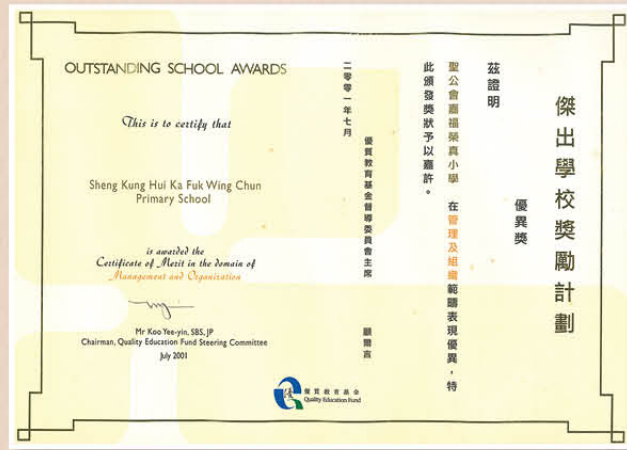 OUTSTANDING SCHOOL AWARDS
This is to certify that
Sheng Kung Hui Ka Fuk Wing Chun
Primary School
is awarded the
Certificate of Merit in the domain of
Management and Organization
Mr Koo Yee-yin, SBS, JP
Chairman, Quality Education Fund Steering Committee
July 2001
傑出學校獎勵計劃
優異獎
茲證明
聖公會嘉福榮真小學 在管理及組織範疇表現優異，特
此頒發獎狀予以嘉許。
優質教育基金督導委員會主席 顧爾言
二零零一年七月
優質教育基金
Quality Education Fund